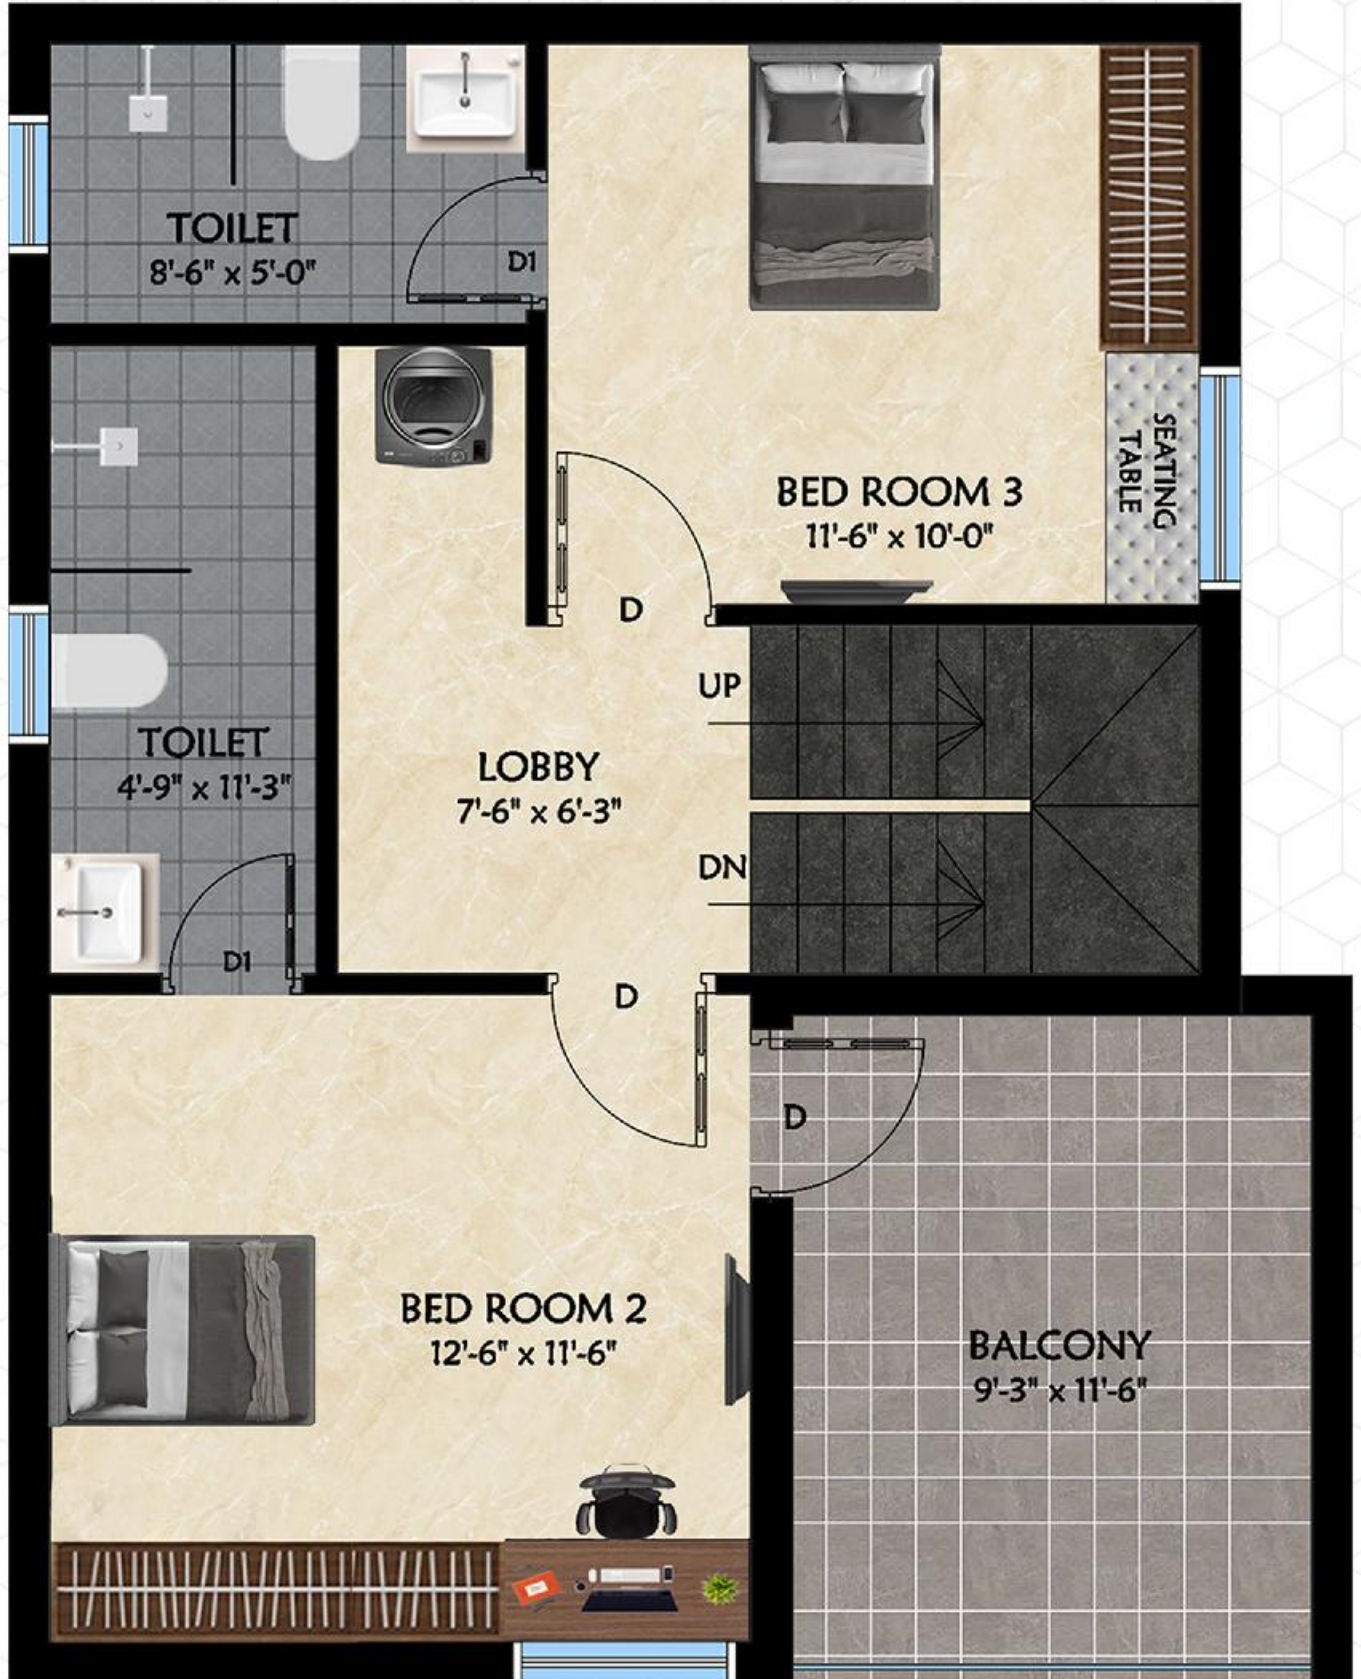 TOILET
8'-6" x 5'-0"
D1
SEATING
TABLE
BED ROOM 3
11'-6" x 10'-0"
D
UP
TOILET
4'-9" x 11'-3"
LOBBY
7'-6" x 6'-3"
DN
D1
D
D
BED ROOM 2
12'-6" x 11'-6"
BALCONY
9'-3" x 11'-6"